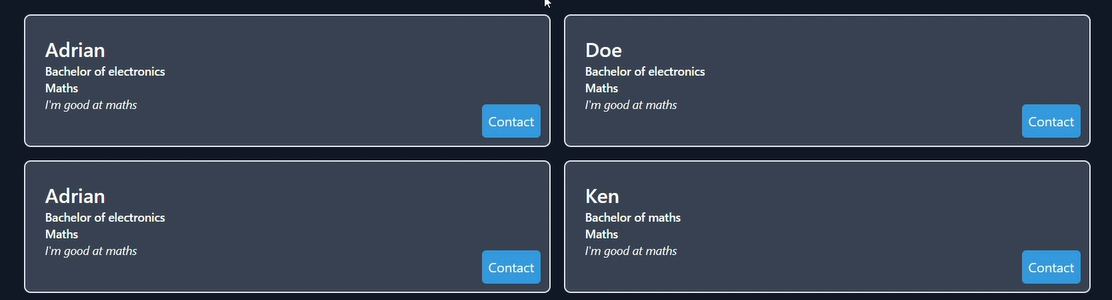 Adrian
Bachelor of electronics
Maths
I'm good at maths
Contact
Doe
Bachelor of electronics
Maths
I'm good at maths
Contact
Adrian
Bachelor of electronics
Maths
I'm good at maths
Contact
Ken
Bachelor of maths
Maths
I'm good at maths
Contact